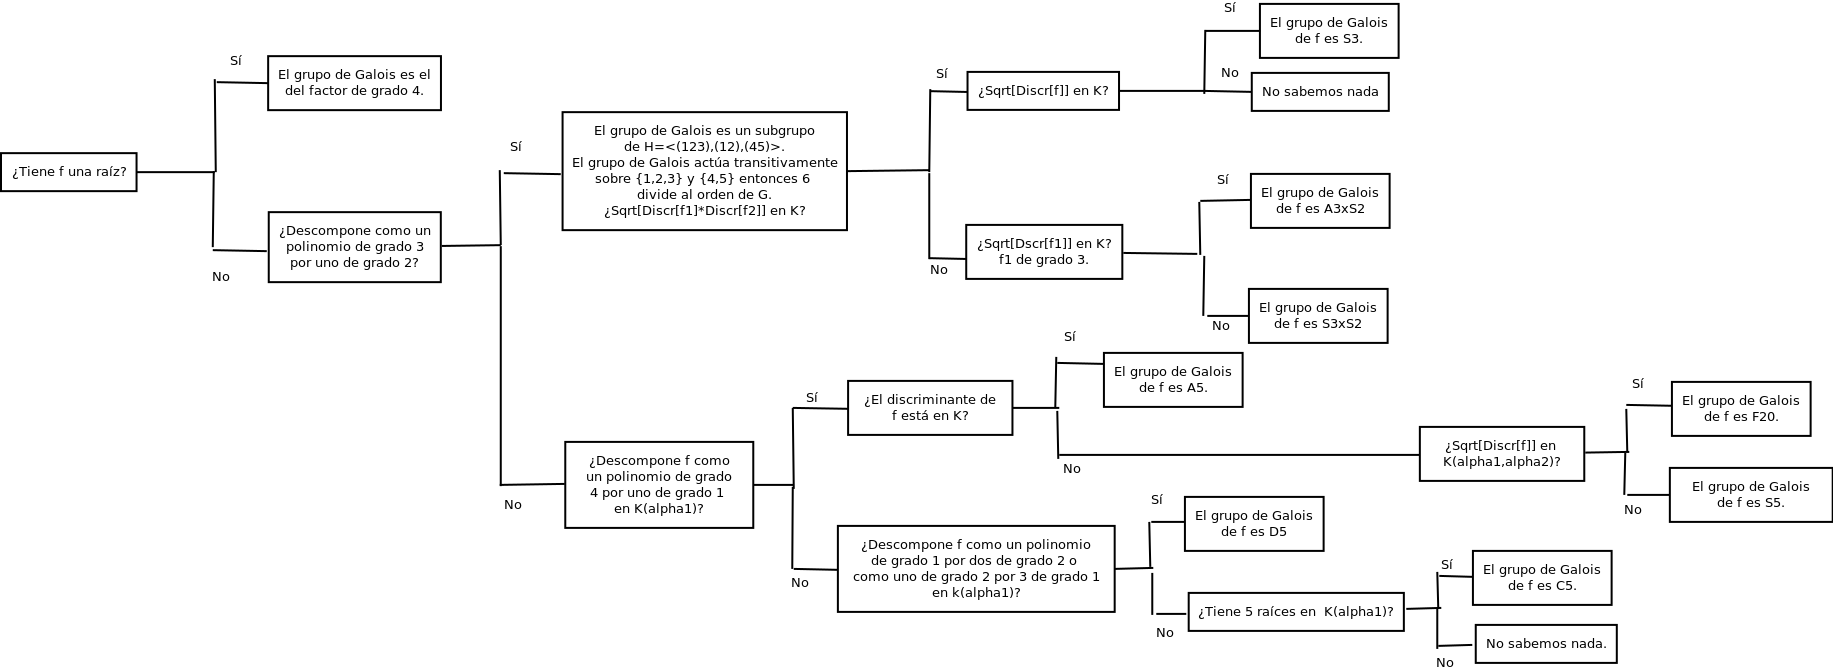 ¿Tiene f una raíz?
Sí
El grupo de Galois es el
del factor de grado 4.
No
¿Descompone como un
polinomio de grado 3
por uno de grado 2?
Sí
El grupo de Galois es un subgrupo
de H=<(123),(12),(45)>.
El grupo de Galois actúa transitivamente
sobre {1,2,3} y {4,5} entonces 6
divide al orden de G.
¿Sqrt[Discr[f1]*Discr[f2]] en K?
Sí
¿Sqrt[Discr[f]] en K?
Sí
El grupo de Galois
de f es S3.
No
No sabemos nada
No
¿Sqrt[Dscr[f1]] en K?
f1 de grado 3.
Sí
El grupo de Galois
de f es A3xS2
No
El grupo de Galois
de f es S3xS2
No
¿Descompone f como
un polinomio de grado
4 por uno de grado 1
en K(alpha1)?
Sí
¿El discriminante de
f está en K?
Sí
El grupo de Galois
de f es A5.
No
¿Sqrt[Discr[f]] en
K(alpha1,alpha2)?
Sí
El grupo de Galois
de f es F20.
No
El grupo de Galois
de f es S5.
No
¿Descompone f como un polinomio
de grado 1 por dos de grado 2 o
como uno de grado 2 por 3 de grado 1
en k(alpha1)?
Sí
El grupo de Galois
de f es D5
No
¿Tiene 5 raíces en  K(alpha1)?
Sí
El grupo de Galois
de f es C5.
No
No sabemos nada.